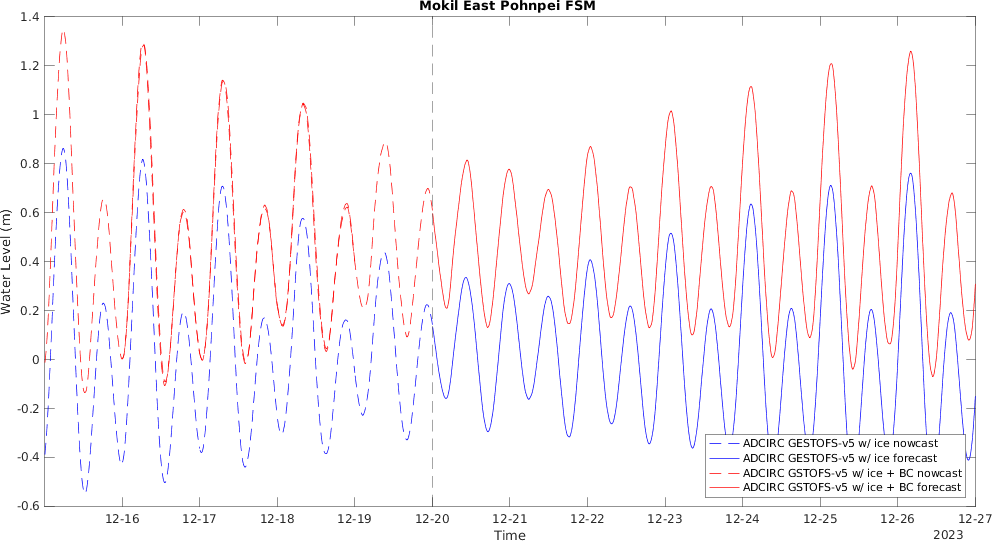 Mokil East Pohnpei FSM
Water Level (m)
1.4
1.2
1
0.8
0.6
0.4
0.2
0
-0.2
-0.4
-0.6
ADCIRC GESTOFS-v5 w/ ice nowcast
ADCIRC GESTOFS-v5 w/ ice forecast
ADCIRC GSTOFS-v5 w/ ice + BC nowcast
ADCIRC GSTOFS-v5 w/ ice + BC forecast
12-16 12-17 12-18 12-19 12-20 12-21 12-22 12-23 12-24 12-25 12-26 12-27
Time
2023